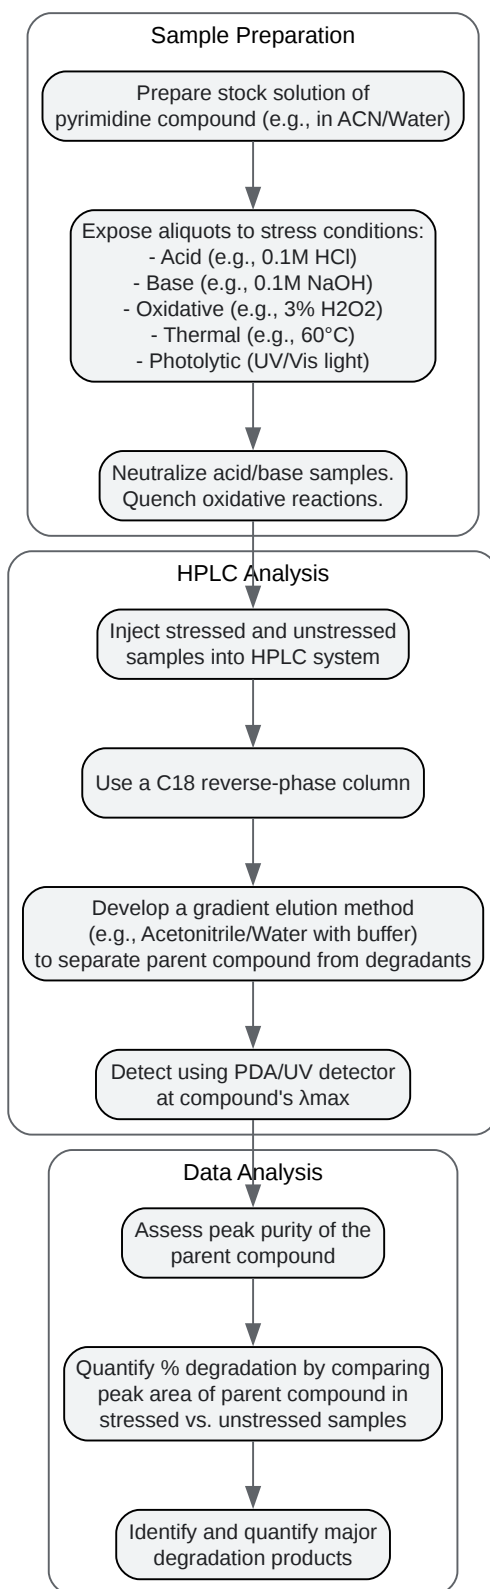 Sample Preparation
Prepare stock solution of
pyrimidine compound (e.g., in ACN/Water)
Expose aliquots to stress conditions:
- Acid (e.g., 0.1M HCl)
- Base (e.g., 0.1M NaOH)
- Oxidative (e.g., 3% H2O2)
- Thermal (e.g., 60°C)
- Photolytic (UV/Vis light)
Neutralize acid/base samples.
Quench oxidative reactions.
HPLC Analysis
Inject stressed and unstressed
samples into HPLC system
Use a C18 reverse-phase column
Develop a gradient elution method
(e.g., Acetonitrile/Water with buffer)
to separate parent compound from degradants
Detect using PDA/UV detector
at compound's λmax
Data Analysis
Assess peak purity of the
parent compound
Quantify % degradation by comparing
peak area of parent compound in
stressed vs. unstressed samples
Identify and quantify major
degradation products